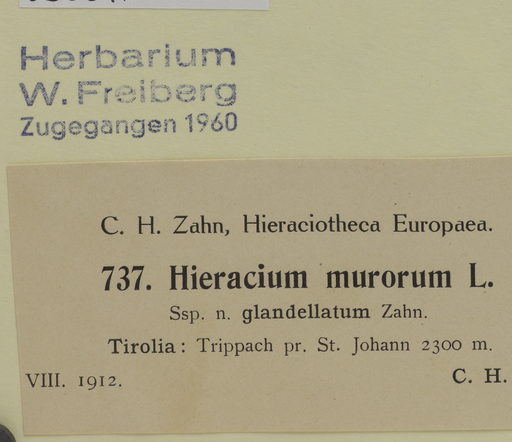 Herbarium
W. Freiberg
Zugegangen 1960
C. H. Zahn, Hieraciotheca Europaea.
737. Hieracium murorum L.
Ssp. n. glandellatum Zahn.
Tirolia: Trippach pr. St. Johann 2300 m.
VIII. 1912. C. H.